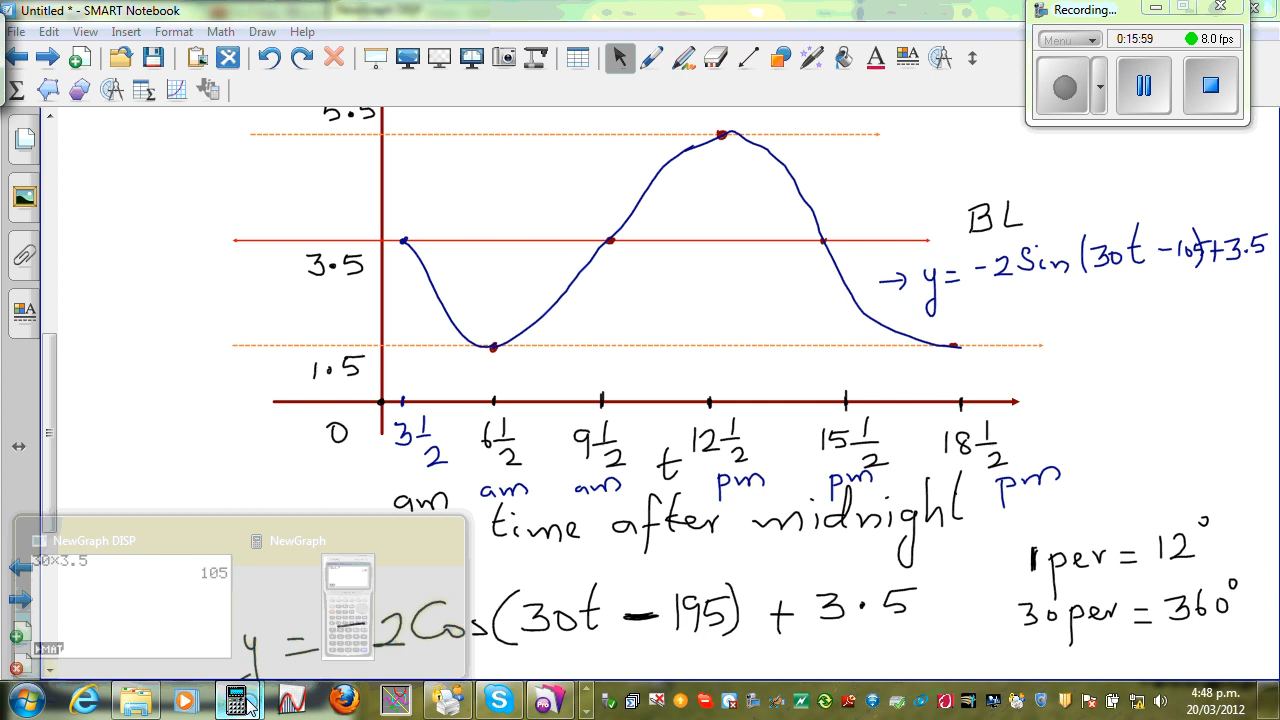 Untitled * - SMART Notebook
Recording...
File Edit View Insert Format Math Draw Help
Menu
0:15:59
8.0 fps
5.5
BL
3.5
→ y = -2Sin(30t -105)+3.5
1.5
0
3 1/2 6 1/2 9 1/2 12 1/2 15 1/2 18 1/2
t
am am am pm pm pm
time after midnight
NewGraph DISP
NewGraph
30×3.5
105
1 per = 12°
30 per = 360°
y = -2Cos(30t - 195) + 3.5
MAT
4:48 p.m.
20/03/2012